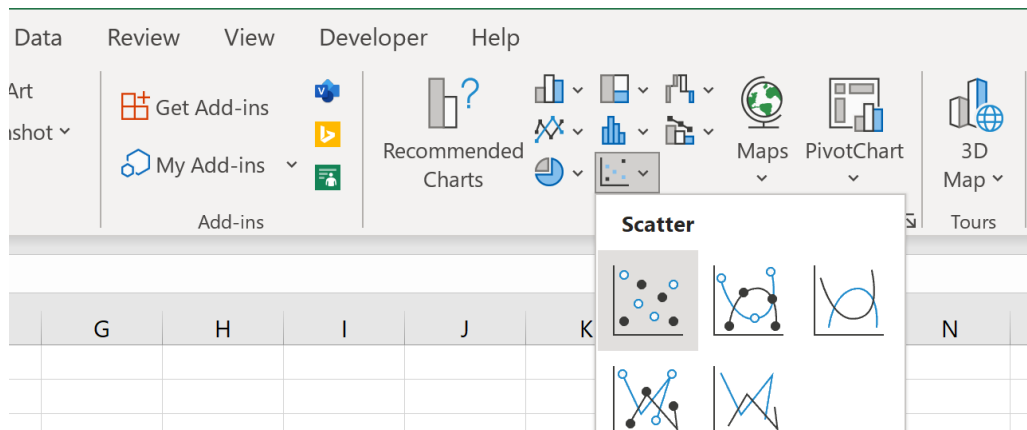 Data Review View Developer Help
Art
Get Add-ins
nshot
My Add-ins
Recommended
Charts
Maps PivotChart
3D
Map
Add-ins
Tours
Scatter
G H I J K N